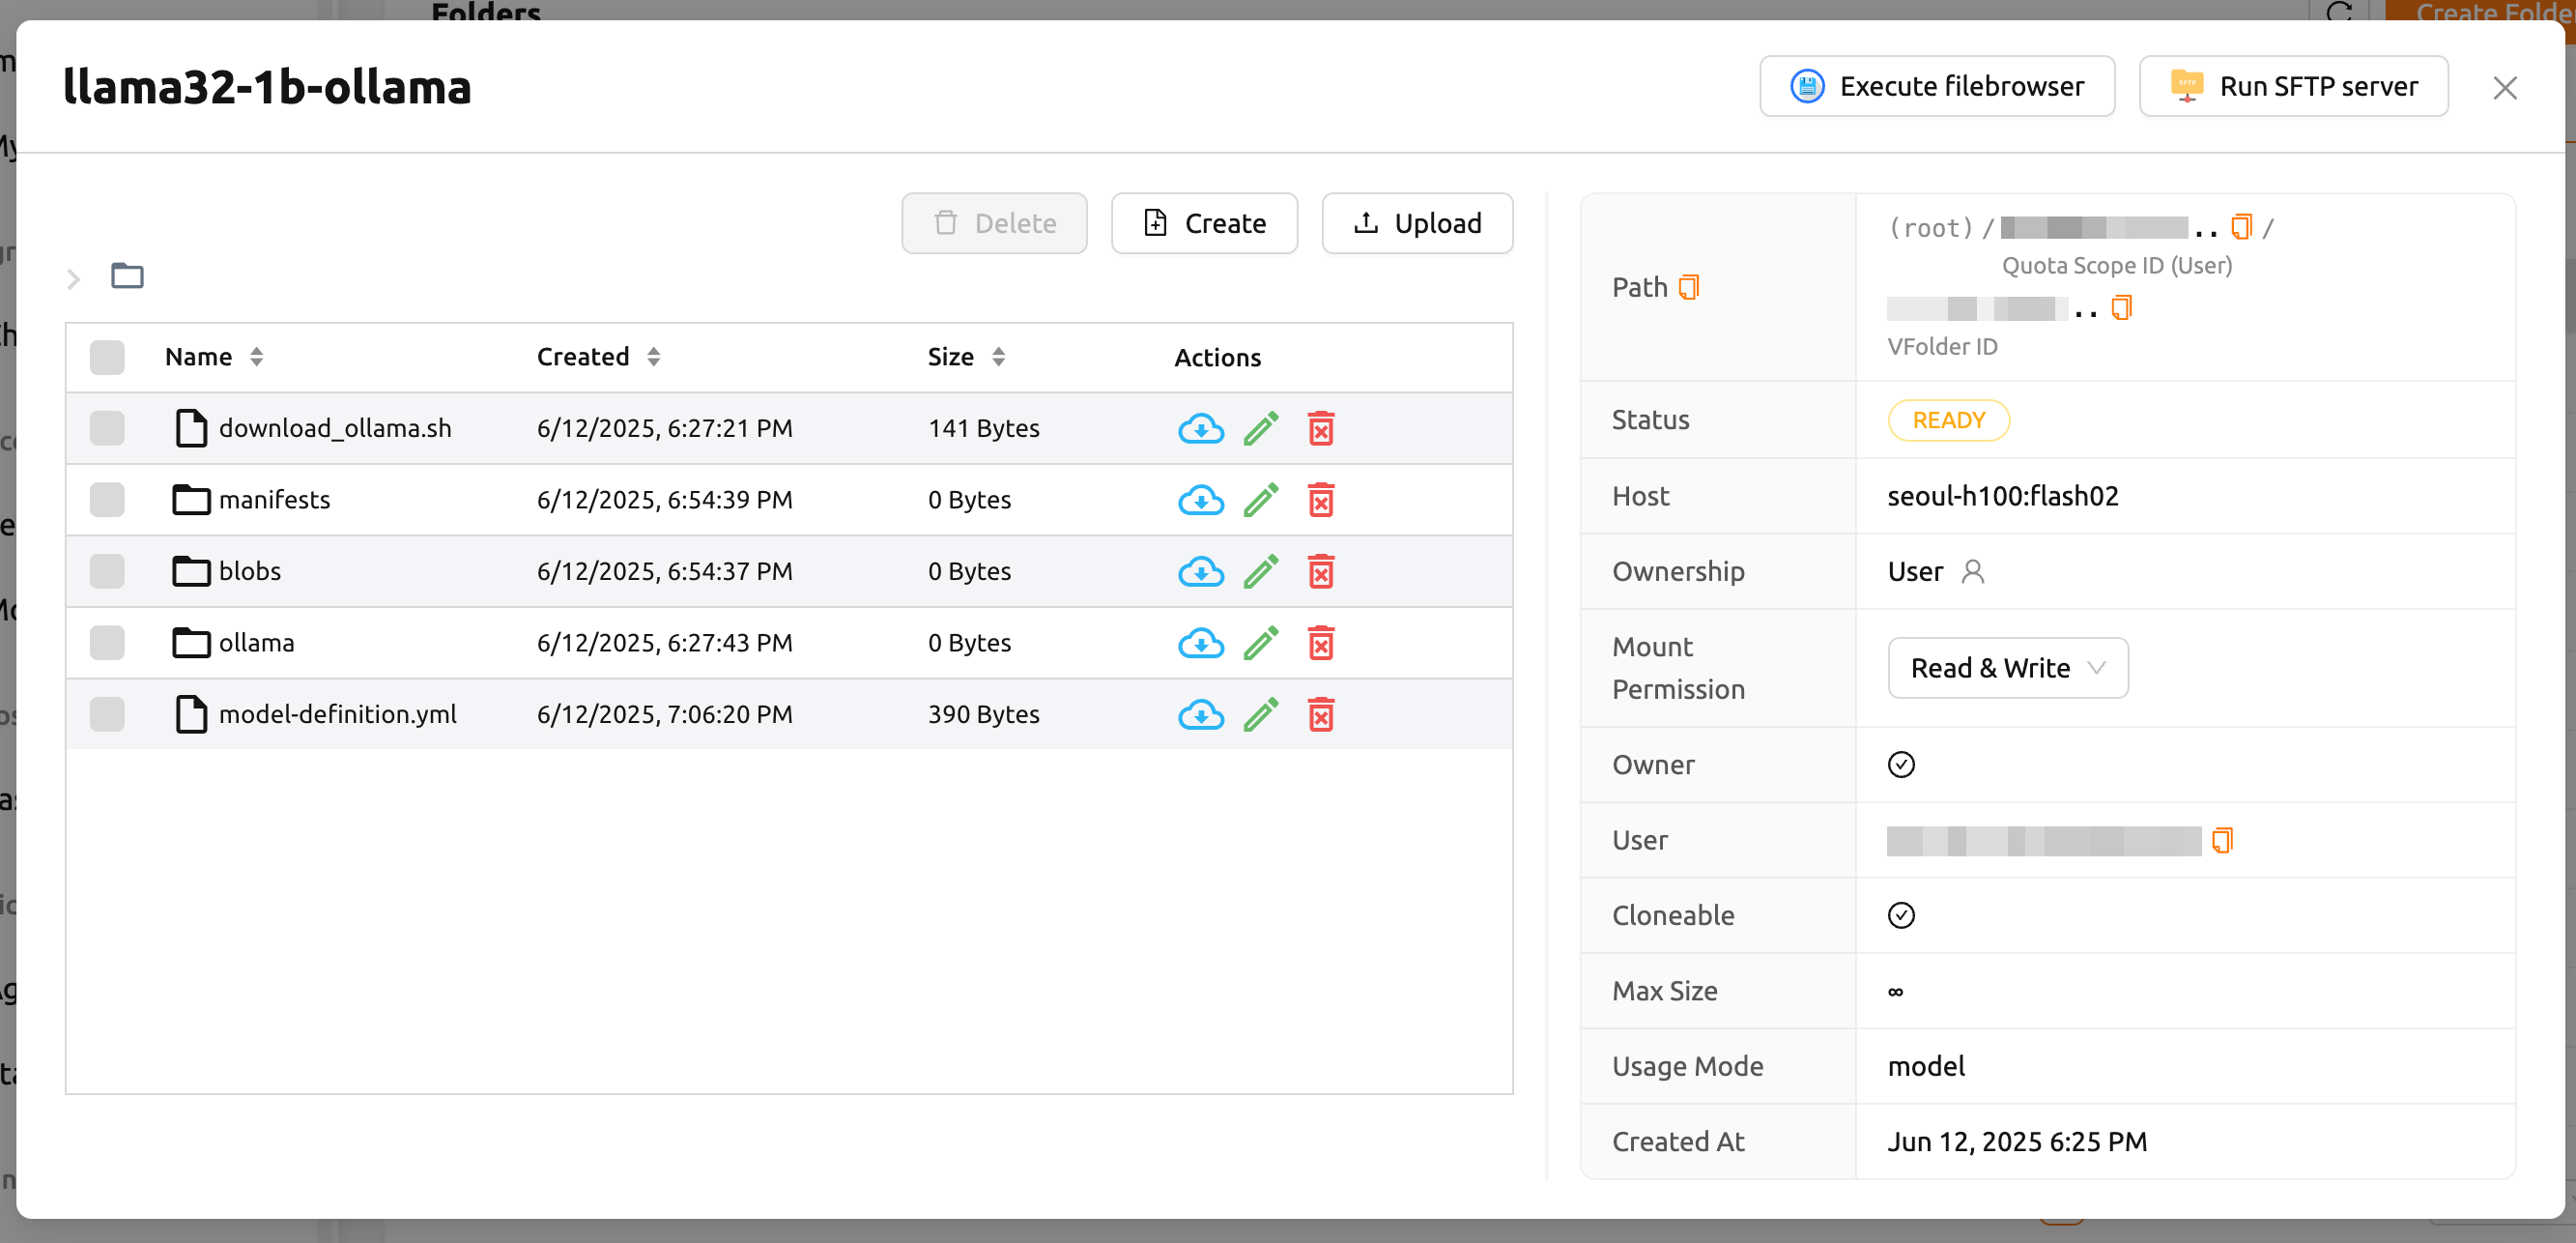 Folders
Create Folde
llama32-1b-ollama
Execute filebrowser
SFTP
Run SFTP server
Delete
Create
Upload
Name
Created
Size
Actions
download_ollama.sh
6/12/2025, 6:27:21 PM
141 Bytes
manifests
6/12/2025, 6:54:39 PM
0 Bytes
blobs
6/12/2025, 6:54:37 PM
0 Bytes
ollama
6/12/2025, 6:27:43 PM
0 Bytes
model-definition.yml
6/12/2025, 7:06:20 PM
390 Bytes
Path
(root) / .. /
Quota Scope ID (User)
..
VFolder ID
Status
READY
Host
seoul-h100:flash02
Ownership
User
Mount
Permission
Read & Write
Owner
User
Cloneable
Max Size
∞
Usage Mode
model
Created At
Jun 12, 2025 6:25 PM